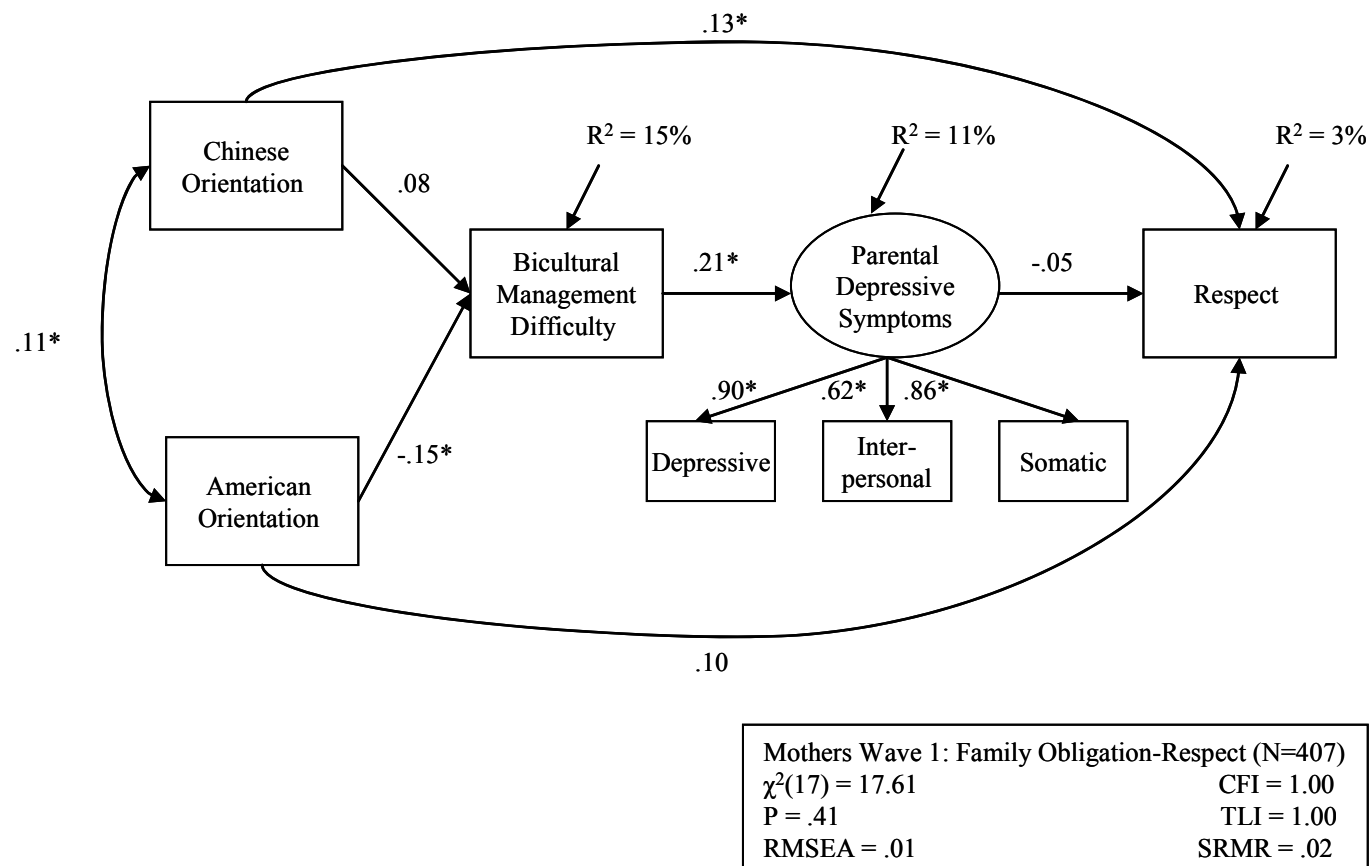 .13*
Chinese
Orientation
R² = 15%
R² = 11%
R² = 3%
.08
Bicultural
Management
Difficulty
.21*
Parental
Depressive
Symptoms
-.05
Respect
.11*
.90*
.62*
.86*
-.15*
Depressive
Inter-
personal
Somatic
American
Orientation
.10
Mothers Wave 1: Family Obligation-Respect (N=407)
χ²(17) = 17.61 CFI = 1.00
P = .41 TLI = 1.00
RMSEA = .01 SRMR = .02